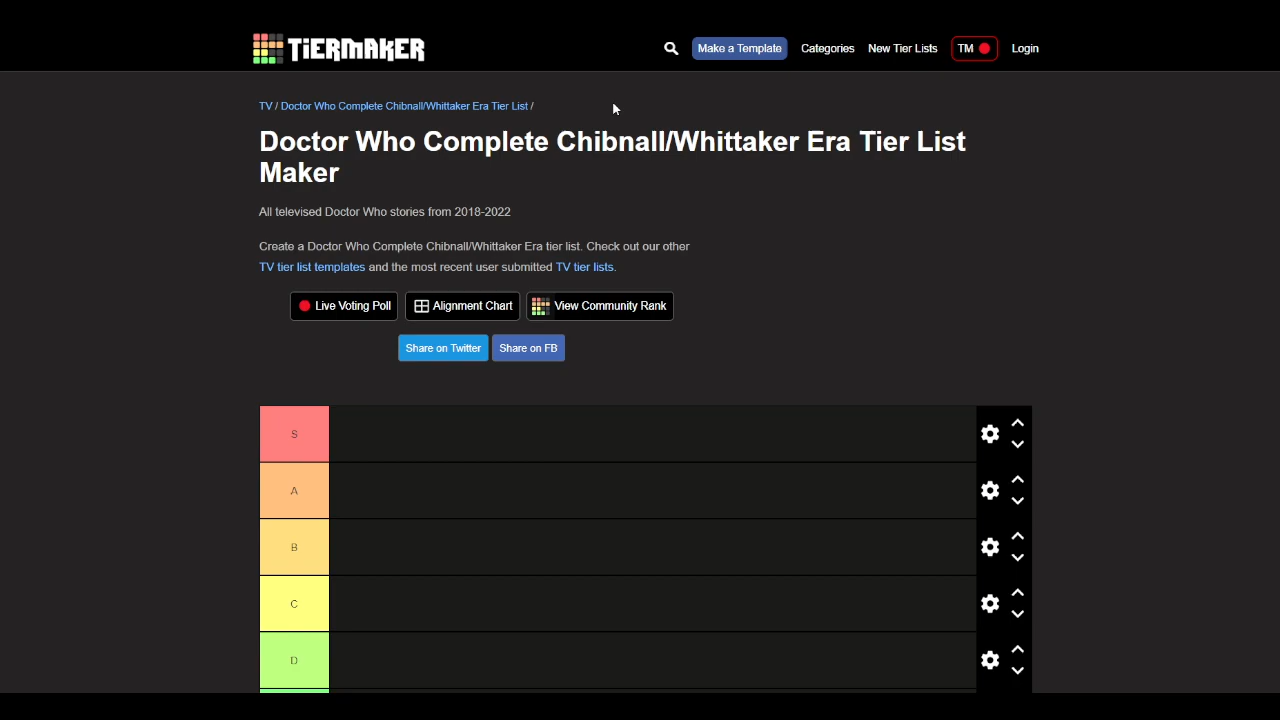 TiERMAKER
Make a Template
Categories
New Tier Lists
TM
Login
TV / Doctor Who Complete Chibnall/Whittaker Era Tier List /
Doctor Who Complete Chibnall/Whittaker Era Tier List
Maker
All televised Doctor Who stories from 2018-2022
Create a Doctor Who Complete Chibnall/Whittaker Era tier list. Check out our other
TV tier list templates and the most recent user submitted TV tier lists.
Live Voting Poll
Alignment Chart
View Community Rank
Share on Twitter
Share on FB
S
A
B
C
D